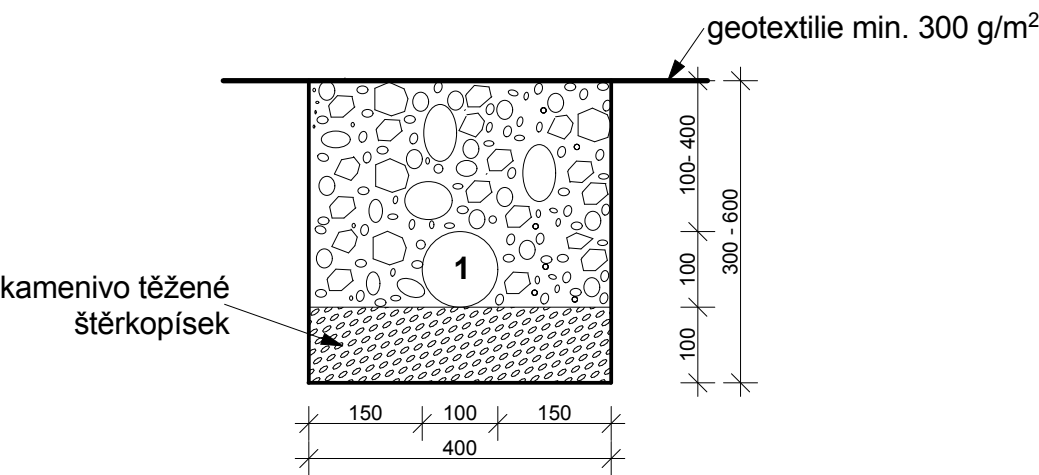 geotextilie min. 300 g/m²
100- 400
300 - 600
1
100
kamenivo těžené
štěrkopísek
100
150 100 150
400